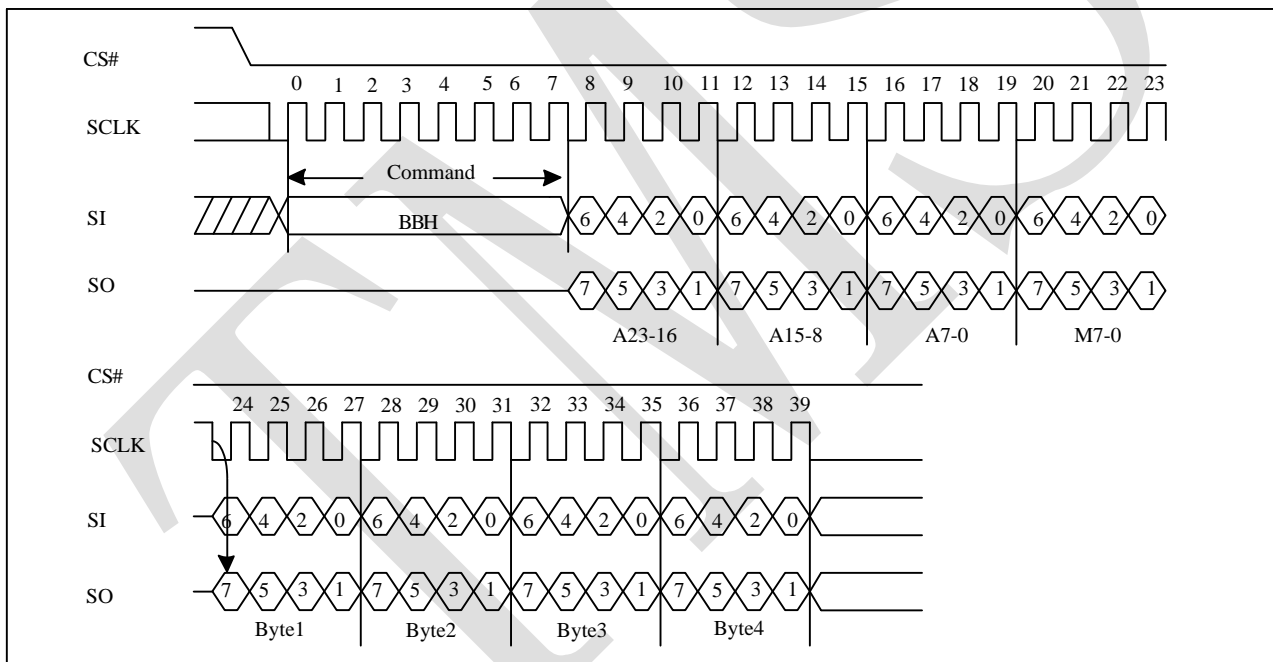 CS#
0 1 2 3 4 5 6 7 8 9 10 11 12 13 14 15 16 17 18 19 20 21 22 23
SCLK
Command
SI BBH 6 4 2 0 6 4 2 0 6 4 2 0 6 4 2 0
SO 7 5 3 1 7 5 3 1 7 5 3 1 7 5 3 1
A23-16 A15-8 A7-0 M7-0
CS#
24 25 26 27 28 29 30 31 32 33 34 35 36 37 38 39
SCLK
SI 6 4 2 0 6 4 2 0 6 4 2 0 6 4 2 0
SO 7 5 3 1 7 5 3 1 7 5 3 1 7 5 3 1
Byte1 Byte2 Byte3 Byte4